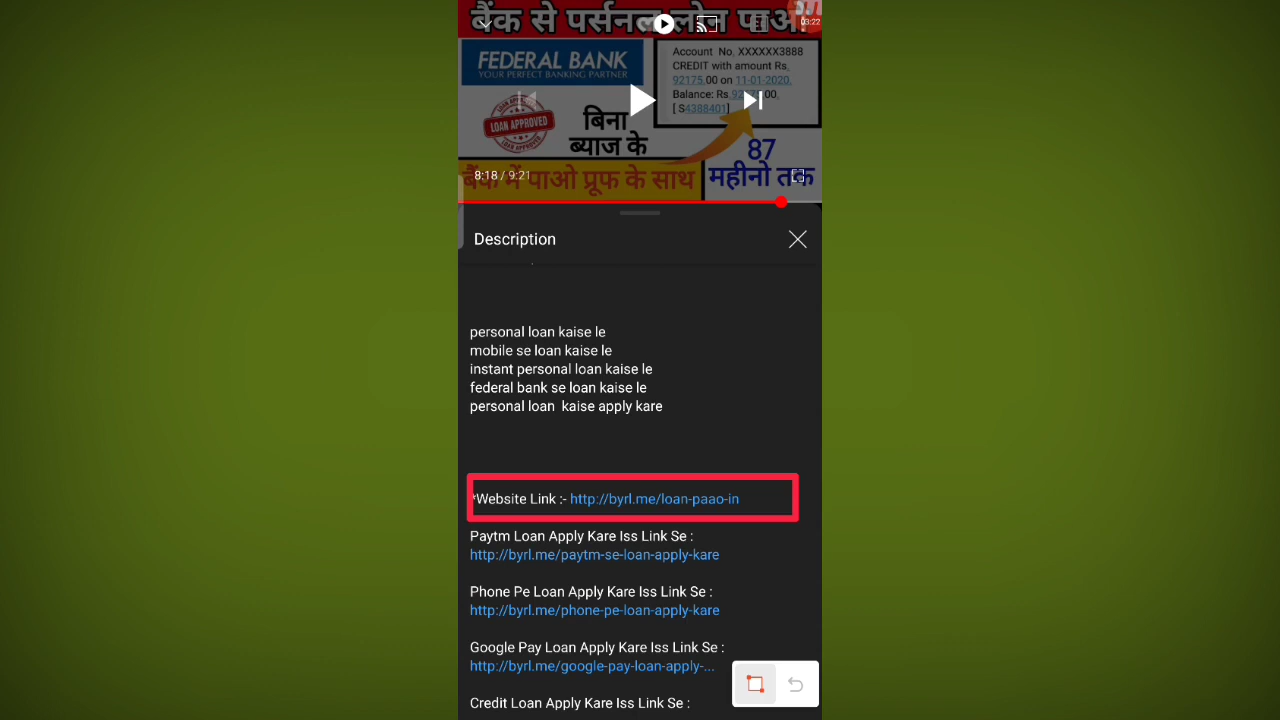 बैंक से पर्सनल लोन पाओ
03:22
FEDERAL BANK
YOUR PERFECT BANKING PARTNER
Account No, XXXXXX3888
CREDIT with amount Rs,
92175.00 on 11-01-2020,
Balance: Rs
[ S4388401]
LOAN APPROVED
बिना
ब्याज के
87
महीनो तक
बैंक में पाओ प्रूफ के साथ
8:18 / 9:21
Description
personal loan kaise le
mobile se loan kaise le
instant personal loan kaise le
federal bank se loan kaise le
personal loan  kaise apply kare
*Website Link :- http://byrl.me/loan-paao-in
Paytm Loan Apply Kare Iss Link Se :
http://byrl.me/paytm-se-loan-apply-kare
Phone Pe Loan Apply Kare Iss Link Se :
http://byrl.me/phone-pe-loan-apply-kare
Google Pay Loan Apply Kare Iss Link Se :
http://byrl.me/google-pay-loan-apply-...
Credit Loan Apply Kare Iss Link Se :